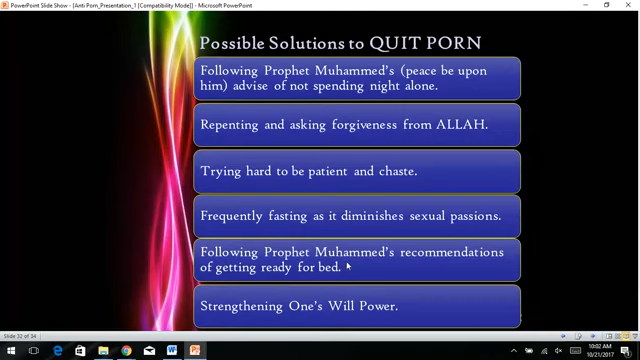 PowerPoint Slide Show - [Anti Porn_Presentation_1 [Compatibility Mode]] - Microsoft PowerPoint
Possible Solutions to QUIT PORN
Following Prophet Muhammed's (peace be upon
him) advise of not spending night alone.
Repenting and asking forgiveness from ALLAH.
Trying hard to be patient and chaste.
Frequently fasting as it diminishes sexual passions.
Following Prophet Muhammed's recommendations
of getting ready for bed.
Strengthening One's Will Power.
Slide 32 of 34
10:02 AM
10/21/2017